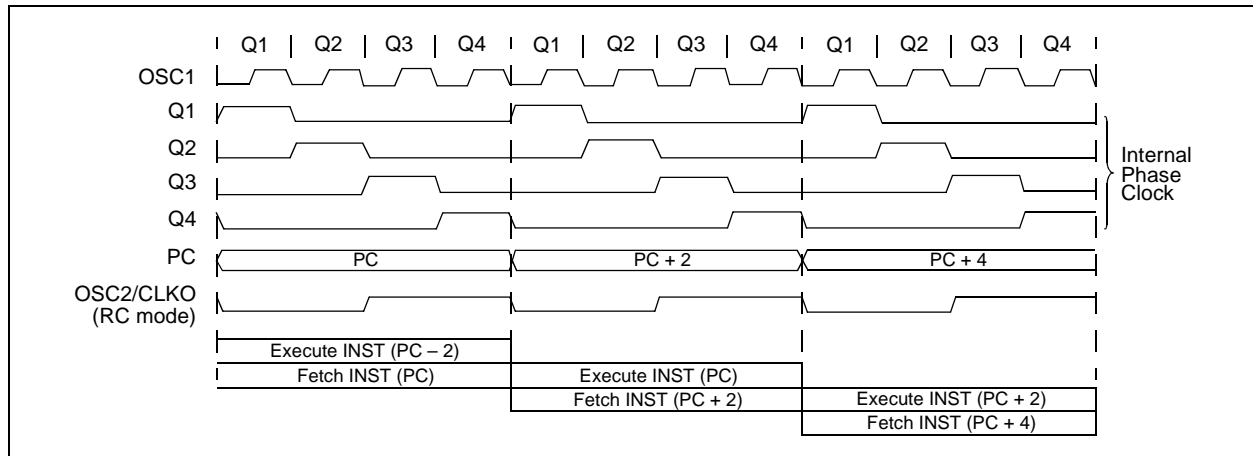 Q1 | Q2 | Q3 | Q4 | Q1 | Q2 | Q3 | Q4 | Q1 | Q2 | Q3 | Q4
OSC1
Q1
Q2
Q3
Q4
Internal
Phase
Clock
PC
PC
PC + 2
PC + 4
OSC2/CLKO
(RC mode)
Execute INST (PC – 2)
Fetch INST (PC)
Execute INST (PC)
Fetch INST (PC + 2)
Execute INST (PC + 2)
Fetch INST (PC + 4)